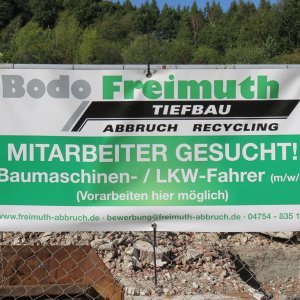 Bodo Freimuth
TIEFBAU
ABBRUCH RECYCLING
MITARBEITER GESUCHT!
Baumaschinen- / LKW-Fahrer (m/w/
(Vorarbeiten hier möglich)
www.freimuth-abbruch.de · bewerbung@freimuth-abbruch.de · 04754 - 835 1